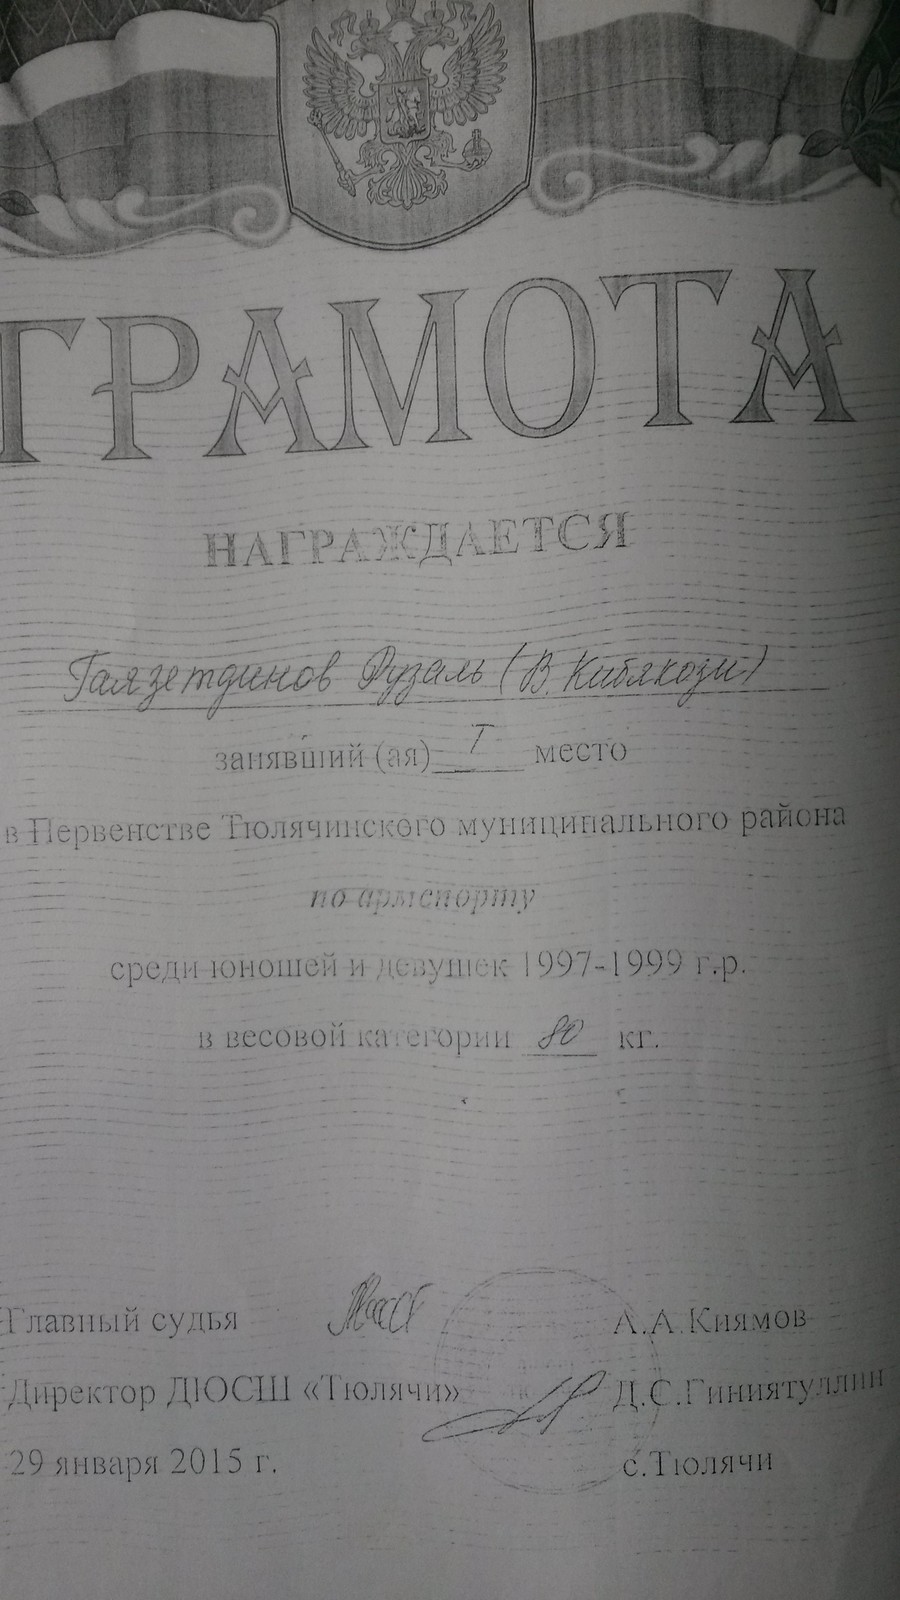 ГРАМОТА
НАГРАЖДАЕТСЯ
Гаязетдинов Рузаль (В. Кибякози)
занявший (ая) I место
в Первенстве Тюлячинского муниципального района
по армспорту
среди юношей и девушек 1997-1999 г.р.
в весовой категории 80 кг.
Главный судья А.А.Киямов
Директор ДЮСШ «Тюлячи» Д.С.Гиниятуллин
29 января 2015 г. с.Тюлячи